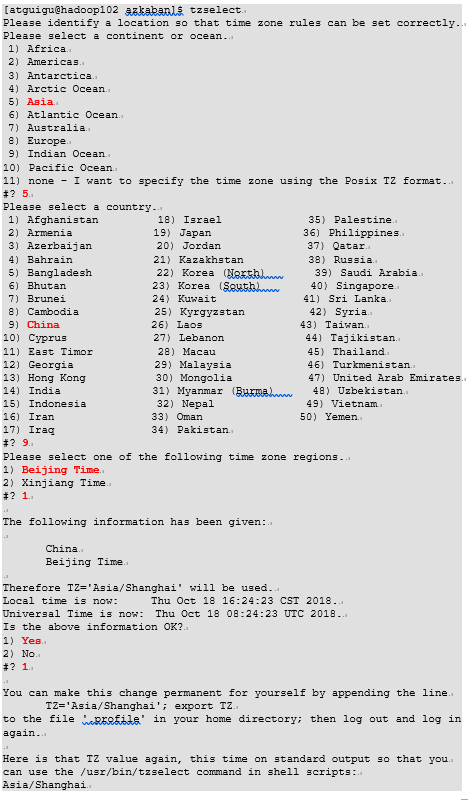 [atguigu@hadoop102 azkaban]$ tzselect
Please identify a location so that time zone rules can be set correctly.
Please select a continent or ocean.
1) Africa
2) Americas
3) Antarctica
4) Arctic Ocean
5) Asia
6) Atlantic Ocean
7) Australia
8) Europe
9) Indian Ocean
10) Pacific Ocean
11) none - I want to specify the time zone using the Posix TZ format.
#? 5
Please select a country.
1) Afghanistan 18) Israel 35) Palestine
2) Armenia 19) Japan 36) Philippines
3) Azerbaijan 20) Jordan 37) Qatar
4) Bahrain 21) Kazakhstan 38) Russia
5) Bangladesh 22) Korea (North) 39) Saudi Arabia
6) Bhutan 23) Korea (South) 40) Singapore
7) Brunei 24) Kuwait 41) Sri Lanka
8) Cambodia 25) Kyrgyzstan 42) Syria
9) China 26) Laos 43) Taiwan
10) Cyprus 27) Lebanon 44) Tajikistan
11) East Timor 28) Macau 45) Thailand
12) Georgia 29) Malaysia 46) Turkmenistan
13) Hong Kong 30) Mongolia 47) United Arab Emirates
14) India 31) Myanmar (Burma) 48) Uzbekistan
15) Indonesia 32) Nepal 49) Vietnam
16) Iran 33) Oman 50) Yemen
17) Iraq 34) Pakistan
#? 9
Please select one of the following time zone regions.
1) Beijing Time
2) Xinjiang Time
#? 1
The following information has been given:
China
Beijing Time
Therefore TZ='Asia/Shanghai' will be used.
Local time is now: Thu Oct 18 16:24:23 CST 2018.
Universal Time is now: Thu Oct 18 08:24:23 UTC 2018.
Is the above information OK?
1) Yes
2) No
#? 1
You can make this change permanent for yourself by appending the line
TZ='Asia/Shanghai'; export TZ
to the file '.profile' in your home directory; then log out and log in
again.
Here is that TZ value again, this time on standard output so that you
can use the /usr/bin/tzselect command in shell scripts:
Asia/Shanghai